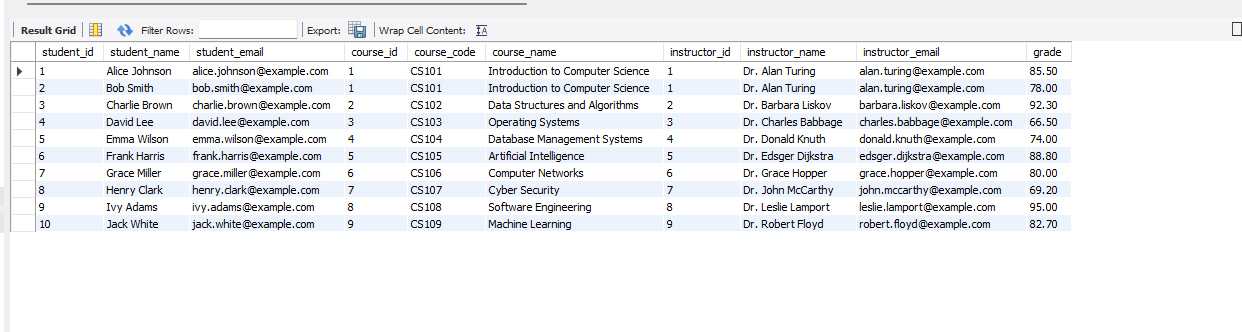 Result Grid Filter Rows: Export: Wrap Cell Content: IA
student_id student_name student_email course_id course_code course_name instructor_id instructor_name instructor_email grade
1 Alice Johnson alice.johnson@example.com 1 CS101 Introduction to Computer Science 1 Dr. Alan Turing alan.turing@example.com 85.50
2 Bob Smith bob.smith@example.com 1 CS101 Introduction to Computer Science 1 Dr. Alan Turing alan.turing@example.com 78.00
3 Charlie Brown charlie.brown@example.com 2 CS102 Data Structures and Algorithms 2 Dr. Barbara Liskov barbara.liskov@example.com 92.30
4 David Lee david.lee@example.com 3 CS103 Operating Systems 3 Dr. Charles Babbage charles.babbage@example.com 66.50
5 Emma Wilson emma.wilson@example.com 4 CS104 Database Management Systems 4 Dr. Donald Knuth donald.knuth@example.com 74.00
6 Frank Harris frank.harris@example.com 5 CS105 Artificial Intelligence 5 Dr. Edsger Dijkstra edsger.dijkstra@example.com 88.80
7 Grace Miller grace.miller@example.com 6 CS106 Computer Networks 6 Dr. Grace Hopper grace.hopper@example.com 80.00
8 Henry Clark henry.clark@example.com 7 CS107 Cyber Security 7 Dr. John McCarthy john.mccarthy@example.com 69.20
9 Ivy Adams ivy.adams@example.com 8 CS108 Software Engineering 8 Dr. Leslie Lamport leslie.lamport@example.com 95.00
10 Jack White jack.white@example.com 9 CS109 Machine Learning 9 Dr. Robert Floyd robert.floyd@example.com 82.70